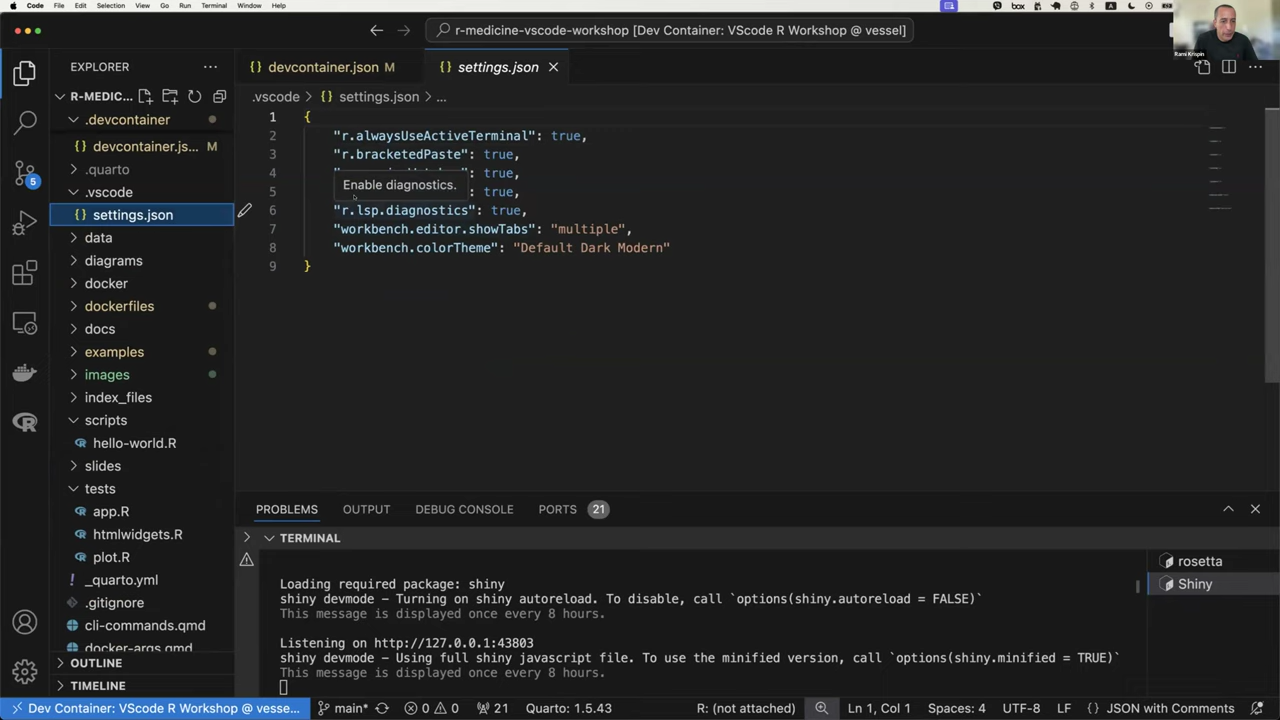 Code File Edit Selection View Go Run Terminal Window Help
box
A
r-medicine-vscode-workshop [Dev Container: VScode R Workshop @ vessel]
Rami Krispin
EXPLORER
devcontainer.json M
settings.json
R-MEDIC...
.vscode
settings.json
...
.devcontainer
devcontainer.js... M
.quarto
.vscode
settings.json
data
diagrams
docker
dockerfiles
docs
examples
images
index_files
scripts
hello-world.R
slides
tests
app.R
htmlwidgets.R
plot.R
_quarto.yml
.gitignore
cli-commands.qmd
docker-args.qmd
OUTLINE
TIMELINE
5
1 {
2 "r.alwaysUseActiveTerminal": true,
3 "r.bracketedPaste": true,
4 : true,
Enable diagnostics.
5 : true,
6 "r.lsp.diagnostics": true,
7 "workbench.editor.showTabs": "multiple",
8 "workbench.colorTheme": "Default Dark Modern"
9 }
PROBLEMS OUTPUT DEBUG CONSOLE PORTS 21
TERMINAL
rosetta
Shiny
Loading required package: shiny
shiny devmode – Turning on shiny autoreload. To disable, call `options(shiny.autoreload = FALSE)`
This message is displayed once every 8 hours.
Listening on http://127.0.0.1:43803
shiny devmode – Using full shiny javascript file. To use the minified version, call `options(shiny.minified = TRUE)`
This message is displayed once every 8 hours.
Dev Container: VScode R Workshop @ vesse... main* 0 0 21 Quarto: 1.5.43 R: (not attached) Ln 1, Col 1 Spaces: 4 UTF-8 LF JSON with Comments